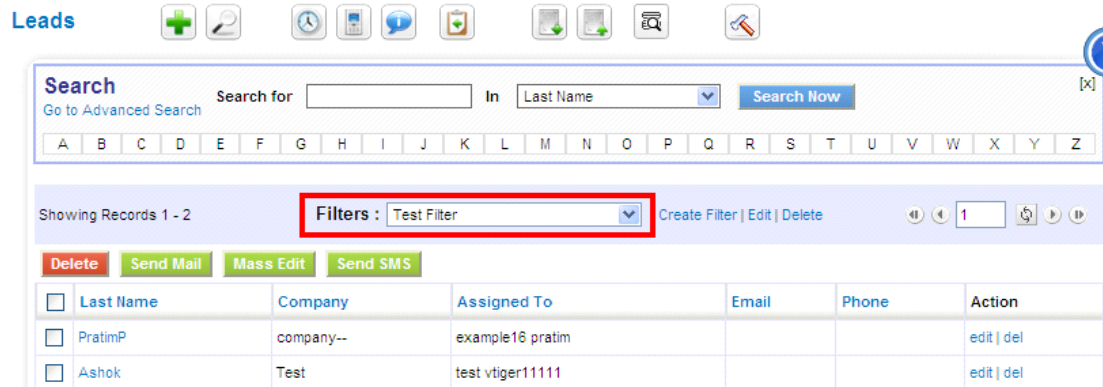 Leads
Search
Go to Advanced Search
Search for
In
Last Name
Search Now
[x]
A B C D E F G H I J K L M N O P Q R S T U V W X Y Z
Showing Records 1 - 2
Filters : Test Filter
Create Filter | Edit | Delete
1
Delete Send Mail Mass Edit Send SMS
Last Name Company Assigned To Email Phone Action
PratimP company-- example16 pratim edit | del
Ashok Test test vtiger11111 edit | del